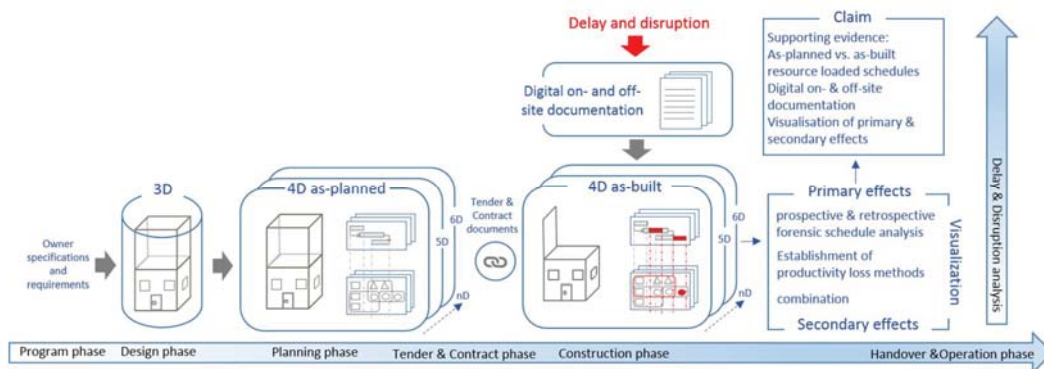 Owner
specifications
and
requirements
3D
4D as-planned
5D
6D
nD
Tender &
Contract
documents
Delay and disruption
Digital on- and off-
site documentation
4D as-built
5D
6D
nD
Claim
Supporting evidence:
As-planned vs. as-built
resource loaded schedules
Digital on- & off-site
documentation
Visualisation of primary &
secondary effects
Primary effects
prospective & retrospective
forensic schedule analysis
Establishment of
productivity loss methods
combination
Secondary effects
Visualization
Delay & Disruption analysis
Program phase
Design phase
Planning phase
Tender & Contract phase
Construction phase
Handover &Operation phase